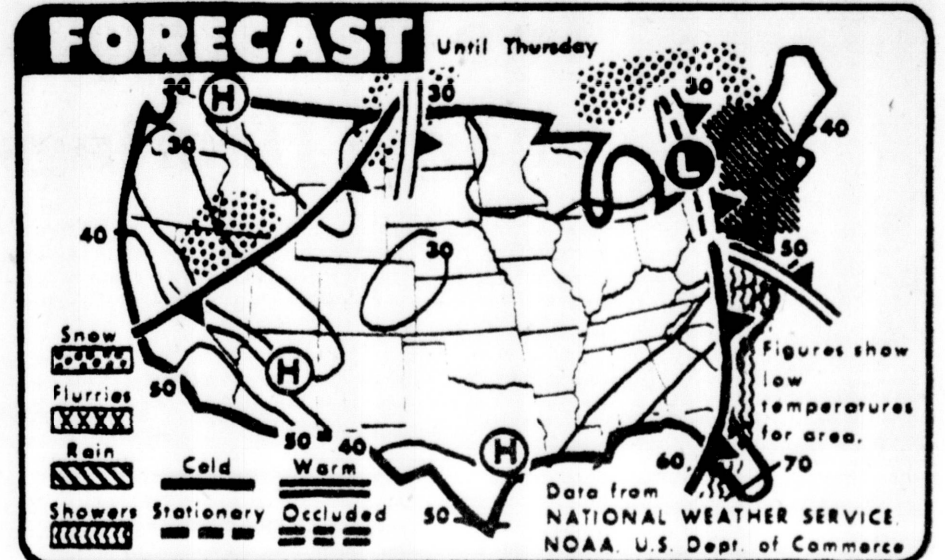 FORECAST
Until Thursday
30
H
30
30
30
40
L
40
30
50
Snow
H
50
Figures show
low
temperatures
for area.
Flurries
50
40
Rain
Cold
Warm
H
60
70
Showers
Stationary
Occluded
50
Data from
NATIONAL WEATHER SERVICE,
NOAA, U.S. Dept. of Commerce